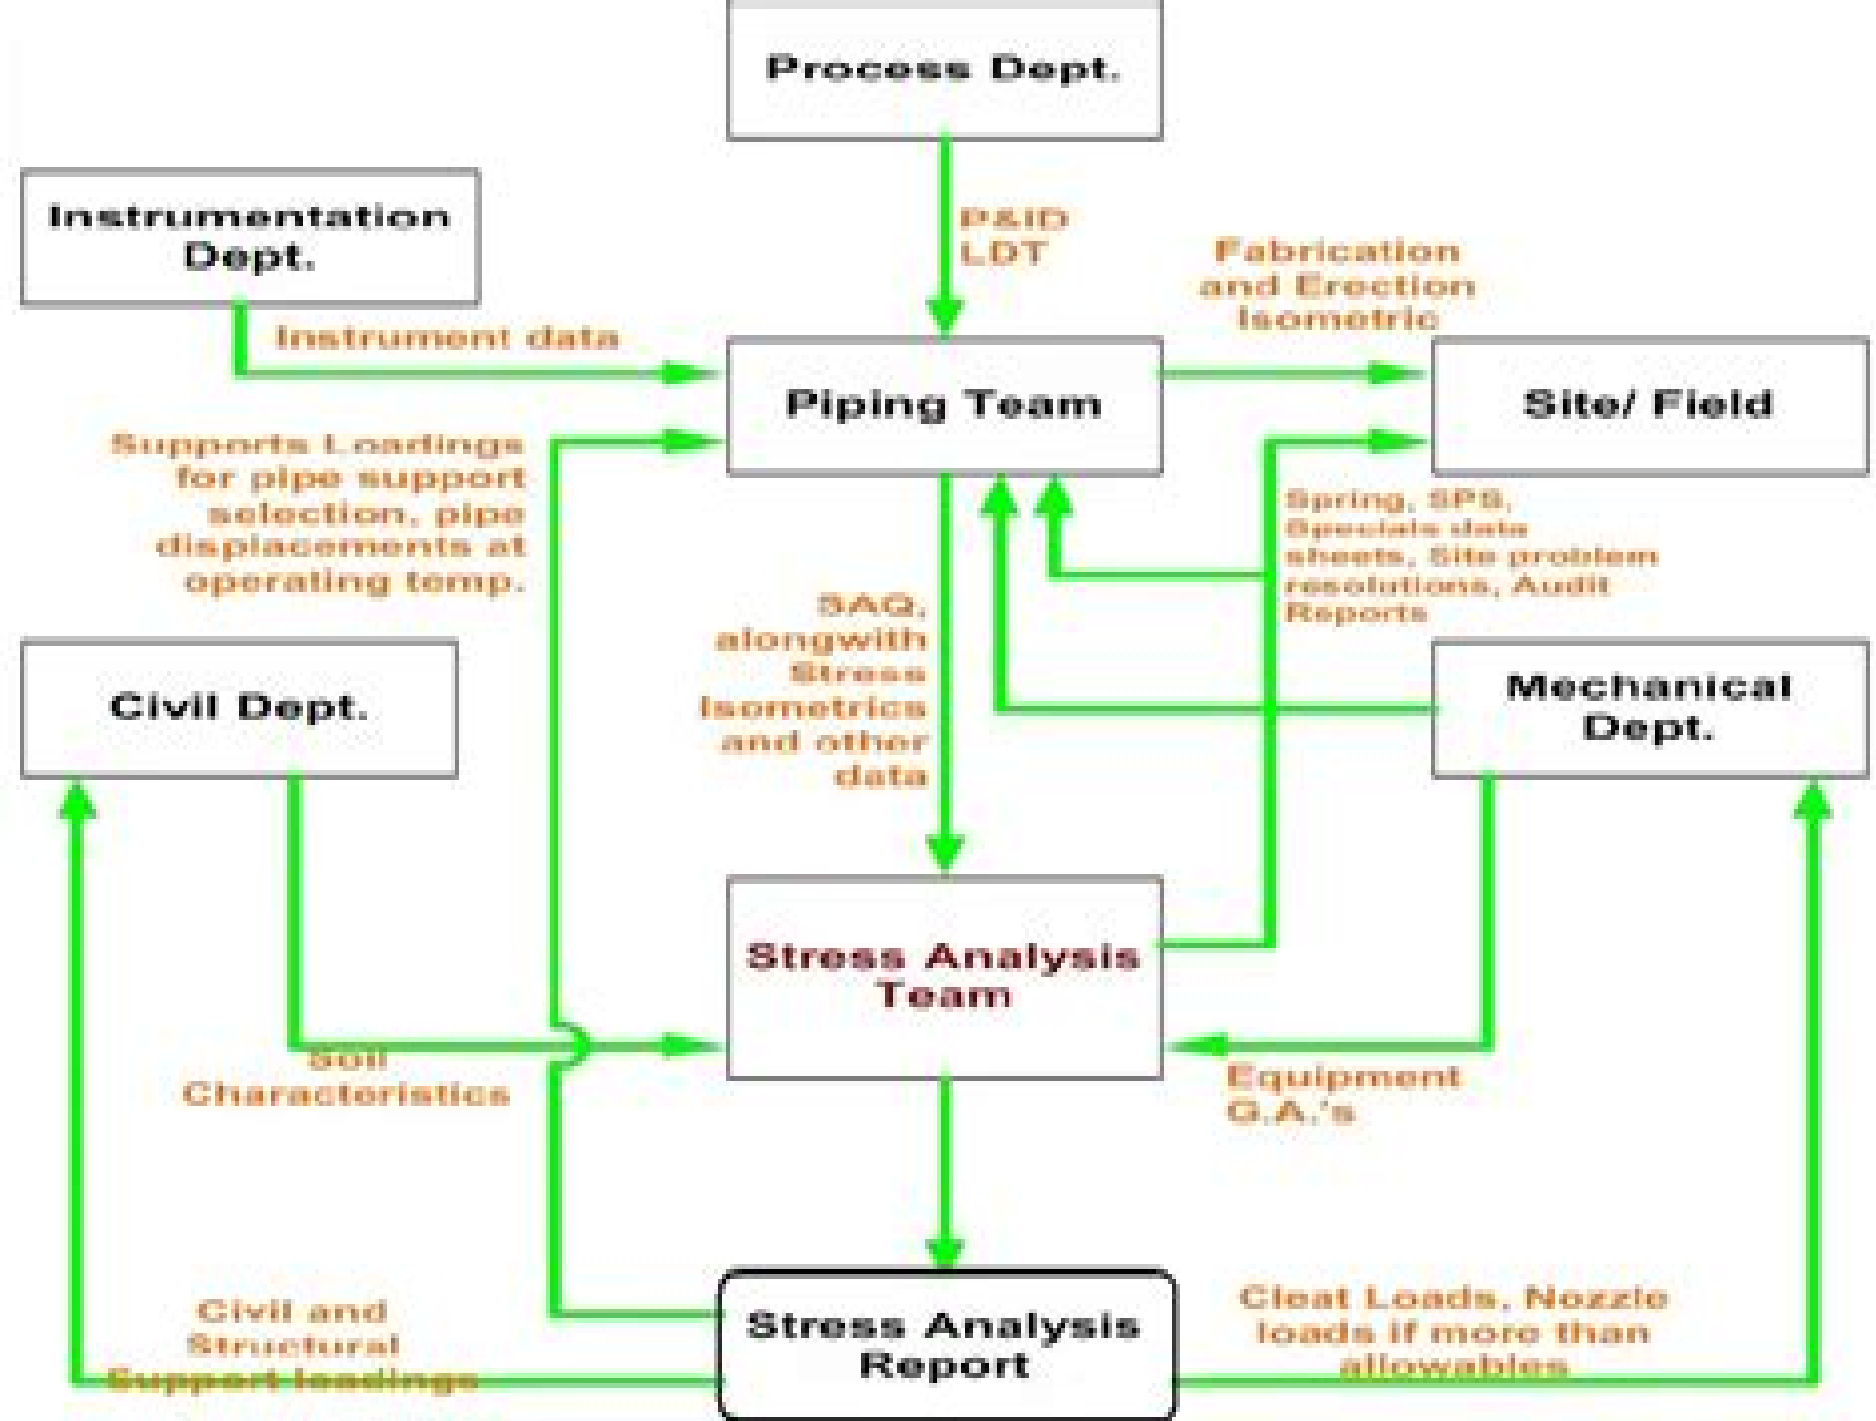 Process Dept.
Instrumentation
Dept.
P&ID
LDT
Fabrication
and Erection
Isometric
Instrument data
Piping Team
Site/ Field
Supports Loadings
for pipe support
selection, pipe
displacements at
operating temp.
Spring, SPS,
Specials data
sheets, Site problem
resolutions, Audit
Reports
SAQ,
alongwith
Stress
Isometrics
and other
data
Civil Dept.
Mechanical
Dept.
Stress Analysis
Team
Soil
Characteristics
Equipment
G.A.'s
Civil and
Structural
Support loadings
Stress Analysis
Report
Cleat Loads, Nozzle
loads if more than
allowables